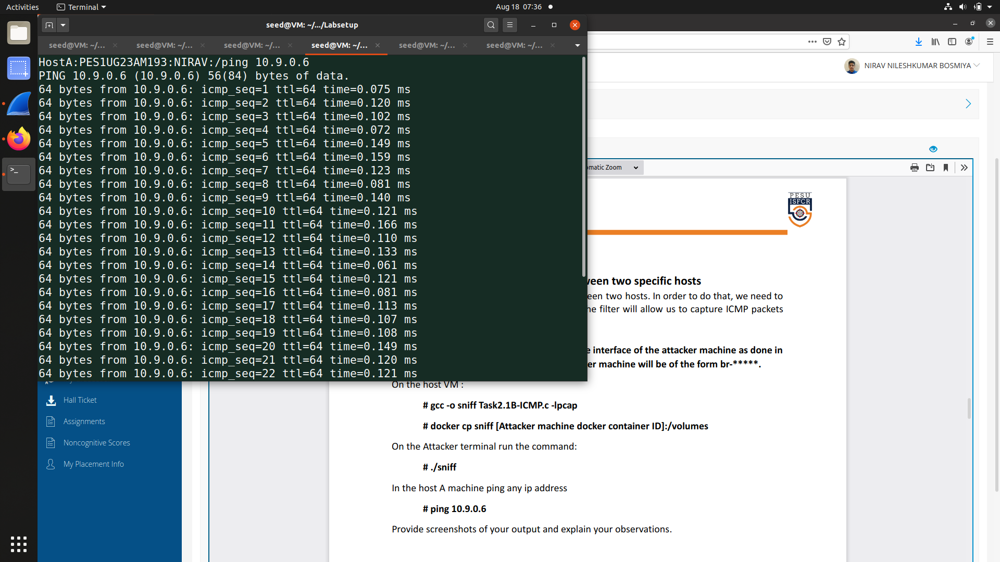 Activities
Terminal
Aug 18 07:36
seed@VM: ~/.../Labsetup
seed@VM: ~/...
seed@VM: ~/...
seed@VM: ~/...
seed@VM: ~/...
seed@VM: ~/...
seed@VM: ~/...
HostA:PES1UG23AM193:NIRAV:/ping 10.9.0.6
PING 10.9.0.6 (10.9.0.6) 56(84) bytes of data.
64 bytes from 10.9.0.6: icmp_seq=1 ttl=64 time=0.075 ms
64 bytes from 10.9.0.6: icmp_seq=2 ttl=64 time=0.120 ms
64 bytes from 10.9.0.6: icmp_seq=3 ttl=64 time=0.102 ms
64 bytes from 10.9.0.6: icmp_seq=4 ttl=64 time=0.072 ms
64 bytes from 10.9.0.6: icmp_seq=5 ttl=64 time=0.149 ms
64 bytes from 10.9.0.6: icmp_seq=6 ttl=64 time=0.159 ms
64 bytes from 10.9.0.6: icmp_seq=7 ttl=64 time=0.123 ms
64 bytes from 10.9.0.6: icmp_seq=8 ttl=64 time=0.081 ms
64 bytes from 10.9.0.6: icmp_seq=9 ttl=64 time=0.140 ms
64 bytes from 10.9.0.6: icmp_seq=10 ttl=64 time=0.121 ms
64 bytes from 10.9.0.6: icmp_seq=11 ttl=64 time=0.166 ms
64 bytes from 10.9.0.6: icmp_seq=12 ttl=64 time=0.110 ms
64 bytes from 10.9.0.6: icmp_seq=13 ttl=64 time=0.133 ms
64 bytes from 10.9.0.6: icmp_seq=14 ttl=64 time=0.061 ms
64 bytes from 10.9.0.6: icmp_seq=15 ttl=64 time=0.121 ms
64 bytes from 10.9.0.6: icmp_seq=16 ttl=64 time=0.081 ms
64 bytes from 10.9.0.6: icmp_seq=17 ttl=64 time=0.113 ms
64 bytes from 10.9.0.6: icmp_seq=18 ttl=64 time=0.107 ms
64 bytes from 10.9.0.6: icmp_seq=19 ttl=64 time=0.108 ms
64 bytes from 10.9.0.6: icmp_seq=20 ttl=64 time=0.149 ms
64 bytes from 10.9.0.6: icmp_seq=21 ttl=64 time=0.120 ms
64 bytes from 10.9.0.6: icmp_seq=22 ttl=64 time=0.121 ms
NIRAV NILESHKUMAR BOSMIYA
omatic Zoom
PESU
ISFCR
veen two specific hosts
een two hosts. In order to do that, we need to
he filter will allow us to capture ICMP packets
e interface of the attacker machine as done in
er machine will be of the form br-*****.
On the host VM :
# gcc -o sniff Task2.1B-ICMP.c -lpcap
# docker cp sniff [Attacker machine docker container ID]:/volumes
On the Attacker terminal run the command:
# ./sniff
In the host A machine ping any ip address
# ping 10.9.0.6
Provide screenshots of your output and explain your observations.
Hall Ticket
Assignments
Noncognitive Scores
My Placement Info